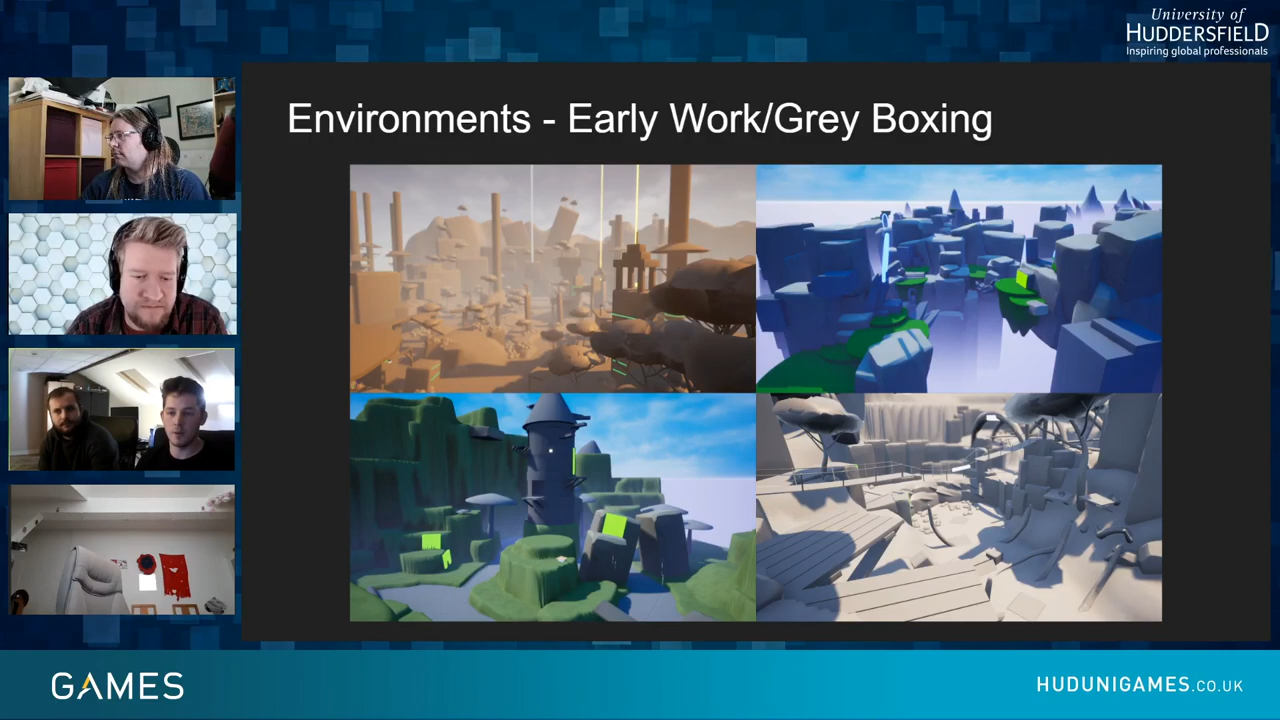 University of
HUDDERSFIELD
Inspiring global professionals
Environments - Early Work/Grey Boxing
GAMES
HUDUNIGAMES.CO.UK